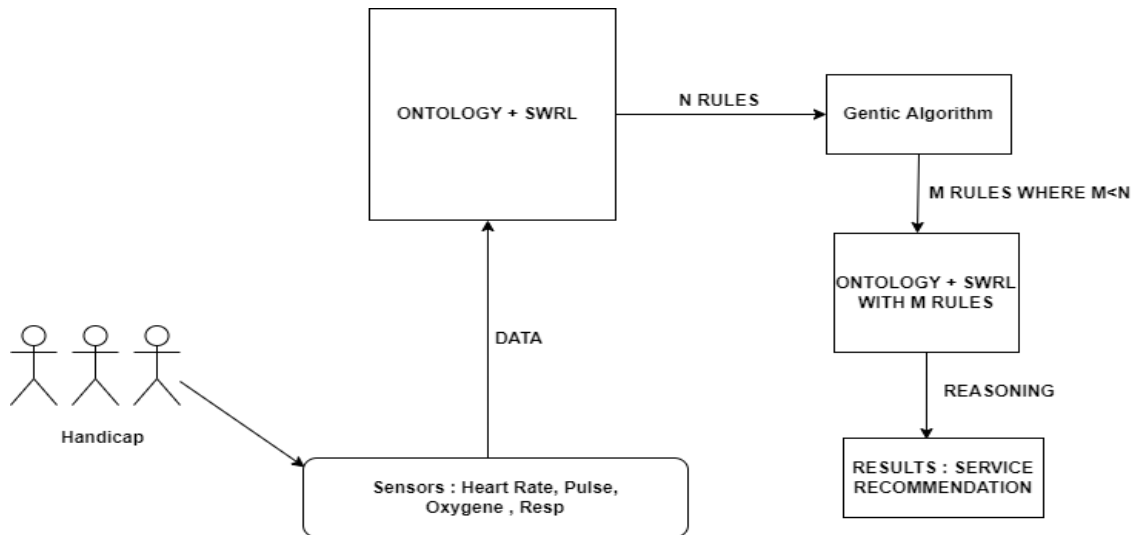 ONTOLOGY + SWRL
N RULES
Gentic Algorithm
M RULES WHERE M<N
ONTOLOGY + SWRL
WITH M RULES
DATA
REASONING
Handicap
Sensors : Heart Rate, Pulse,
Oxygene , Resp
RESULTS : SERVICE
RECOMMENDATION